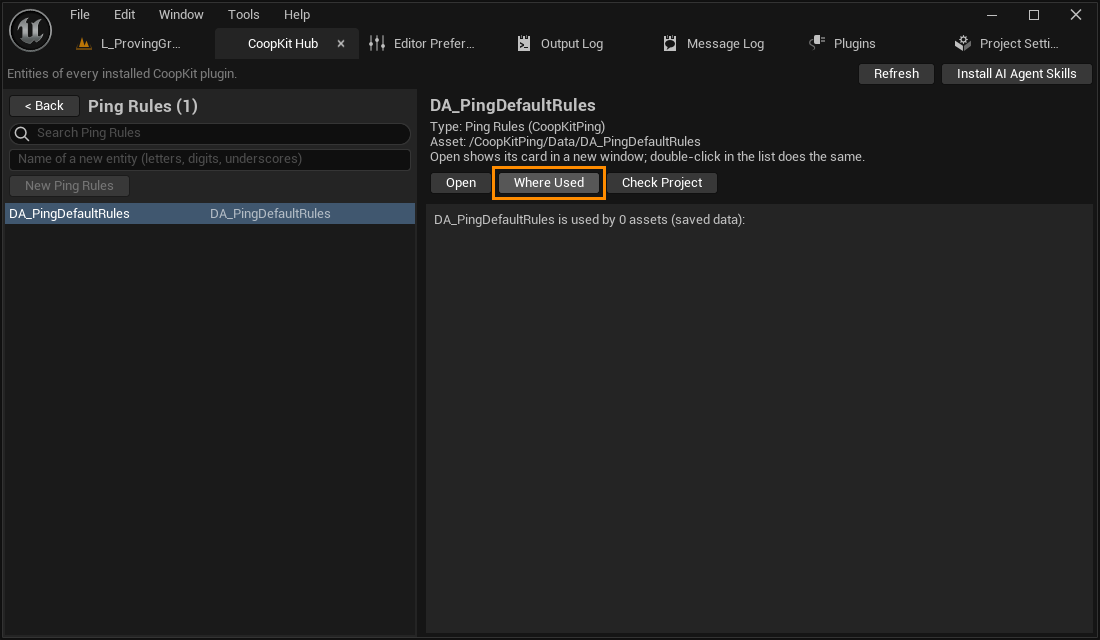 File Edit Window Tools Help
L_ProvingGr... CoopKit Hub Editor Prefer... Output Log Message Log Plugins Project Setti...
Entities of every installed CoopKit plugin. Refresh Install AI Agent Skills
< Back Ping Rules (1)
Search Ping Rules
Name of a new entity (letters, digits, underscores)
New Ping Rules
DA_PingDefaultRules DA_PingDefaultRules
DA_PingDefaultRules
Type: Ping Rules (CoopKitPing)
Asset: /CoopKitPing/Data/DA_PingDefaultRules
Open shows its card in a new window; double-click in the list does the same.
Open Where Used Check Project
DA_PingDefaultRules is used by 0 assets (saved data):